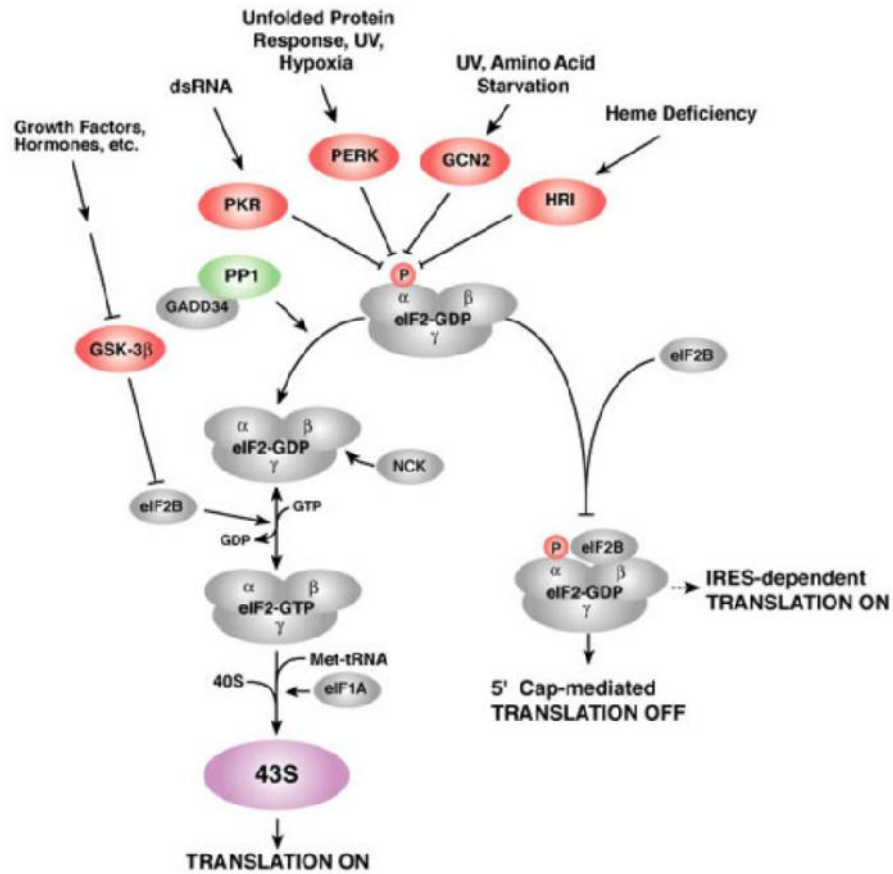 Unfolded Protein
Response, UV,
Hypoxia
UV, Amino Acid
Starvation
dsRNA
Heme Deficiency
Growth Factors,
Hormones, etc.
PERK
GCN2
PKR
HRI
PP1
GADD34
P
α β
eIF2-GDP
γ
GSK-3β
eIF2B
α β
eIF2-GDP
γ
NCK
eIF2B
GTP
GDP
P
eIF2B
α β
eIF2-GDP
γ
IRES-dependent
TRANSLATION ON
α β
eIF2-GTP
γ
Met-tRNA
40S
eIF1A
5' Cap-mediated
TRANSLATION OFF
43S
TRANSLATION ON